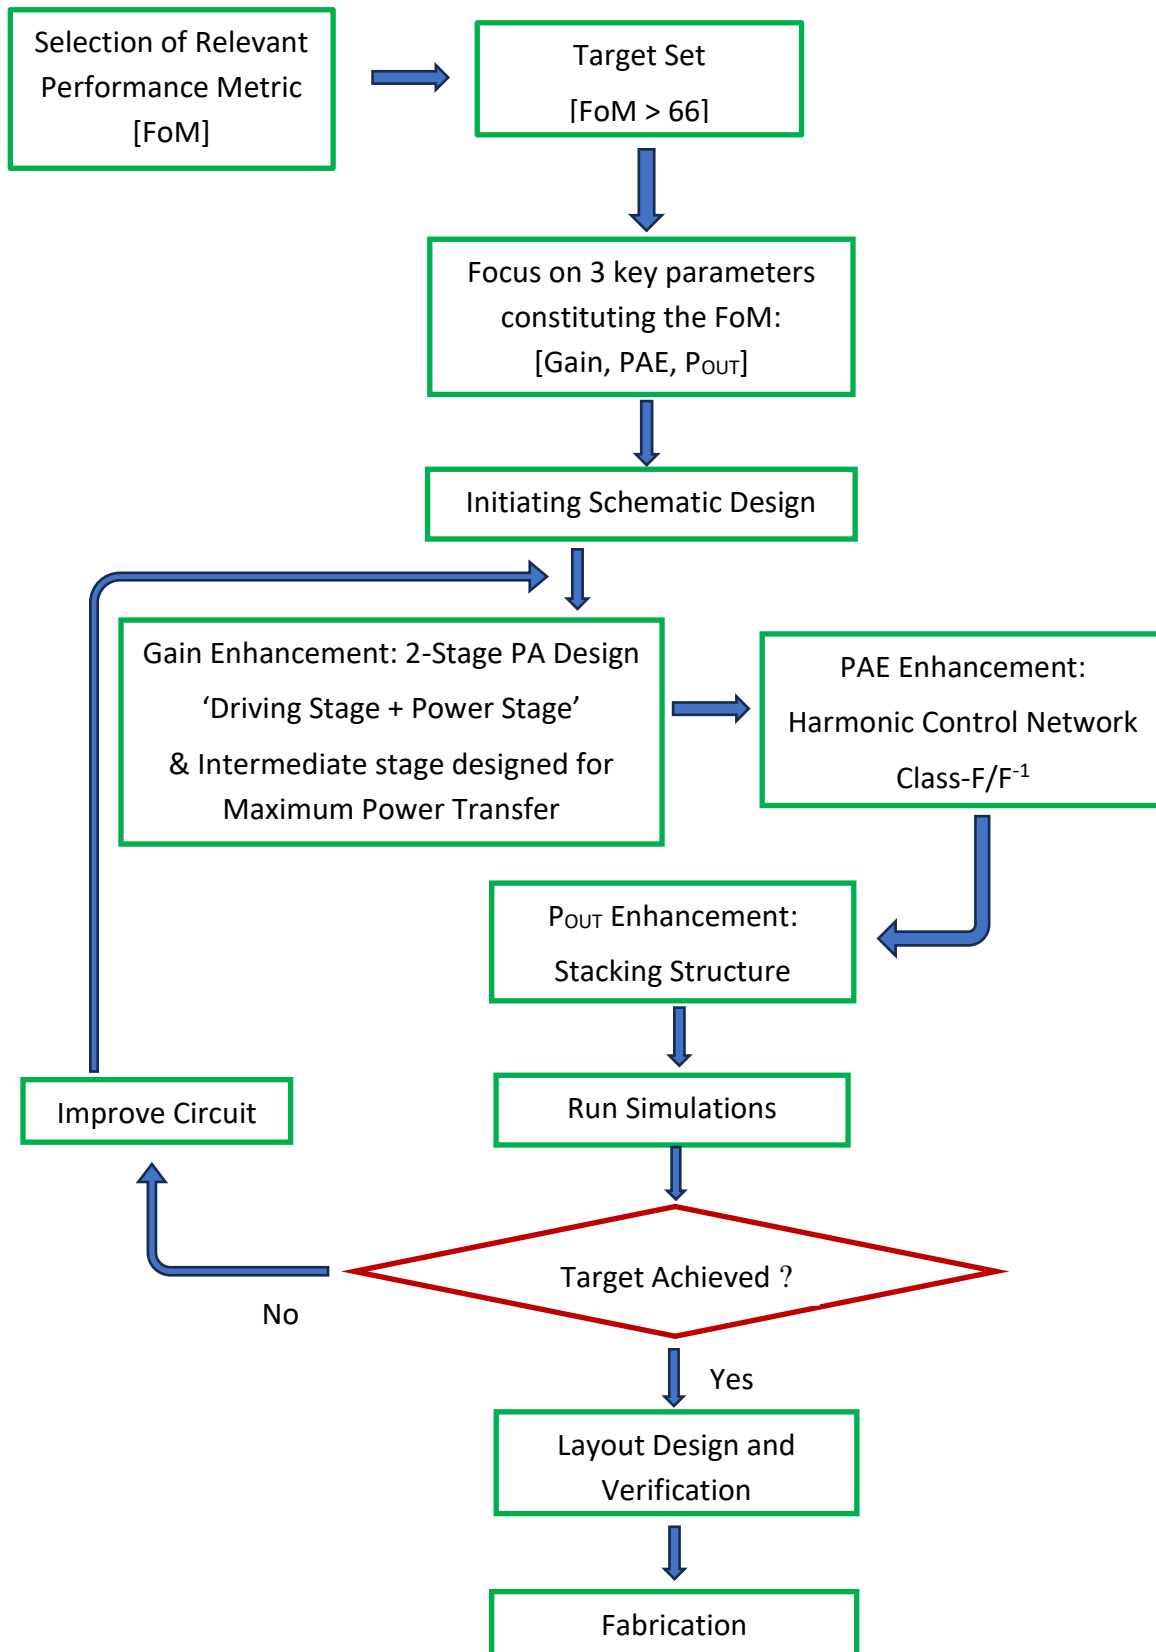 Selection of Relevant
Performance Metric
[FoM]
Target Set
[FoM > 66]
Focus on 3 key parameters
constituting the FoM:
[Gain, PAE, POUT]
Initiating Schematic Design
Gain Enhancement: 2-Stage PA Design
‘Driving Stage + Power Stage’
& Intermediate stage designed for
Maximum Power Transfer
PAE Enhancement:
Harmonic Control Network
Class-F/F-1
POUT Enhancement:
Stacking Structure
Run Simulations
Improve Circuit
Target Achieved ?
No
Yes
Layout Design and
Verification
Fabrication